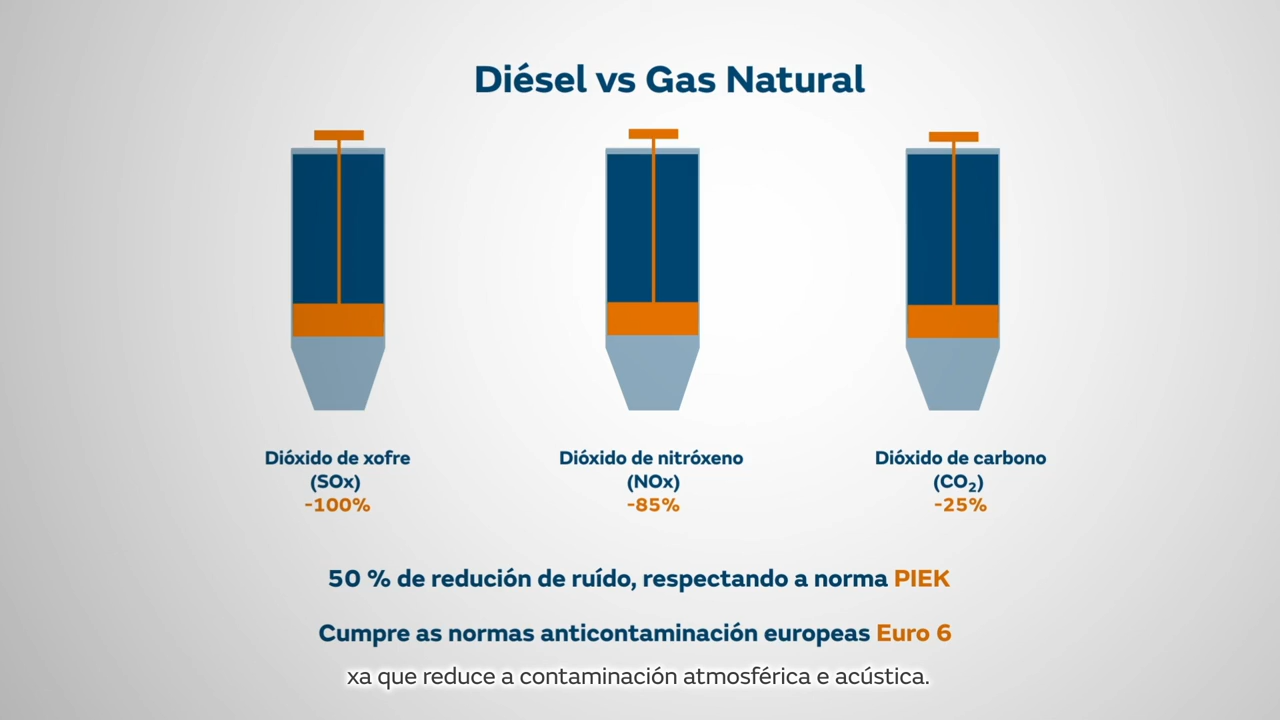 Diésel vs Gas Natural
Dióxido de xofre
(SOx)
-100%
Dióxido de nitróxeno
(NOx)
-85%
Dióxido de carbono
(CO₂)
-25%
50 % de redución de ruído, respectando a norma PIEK
Cumpre as normas anticontaminación europeas Euro 6
xa que reduce a contaminación atmosférica e acústica.